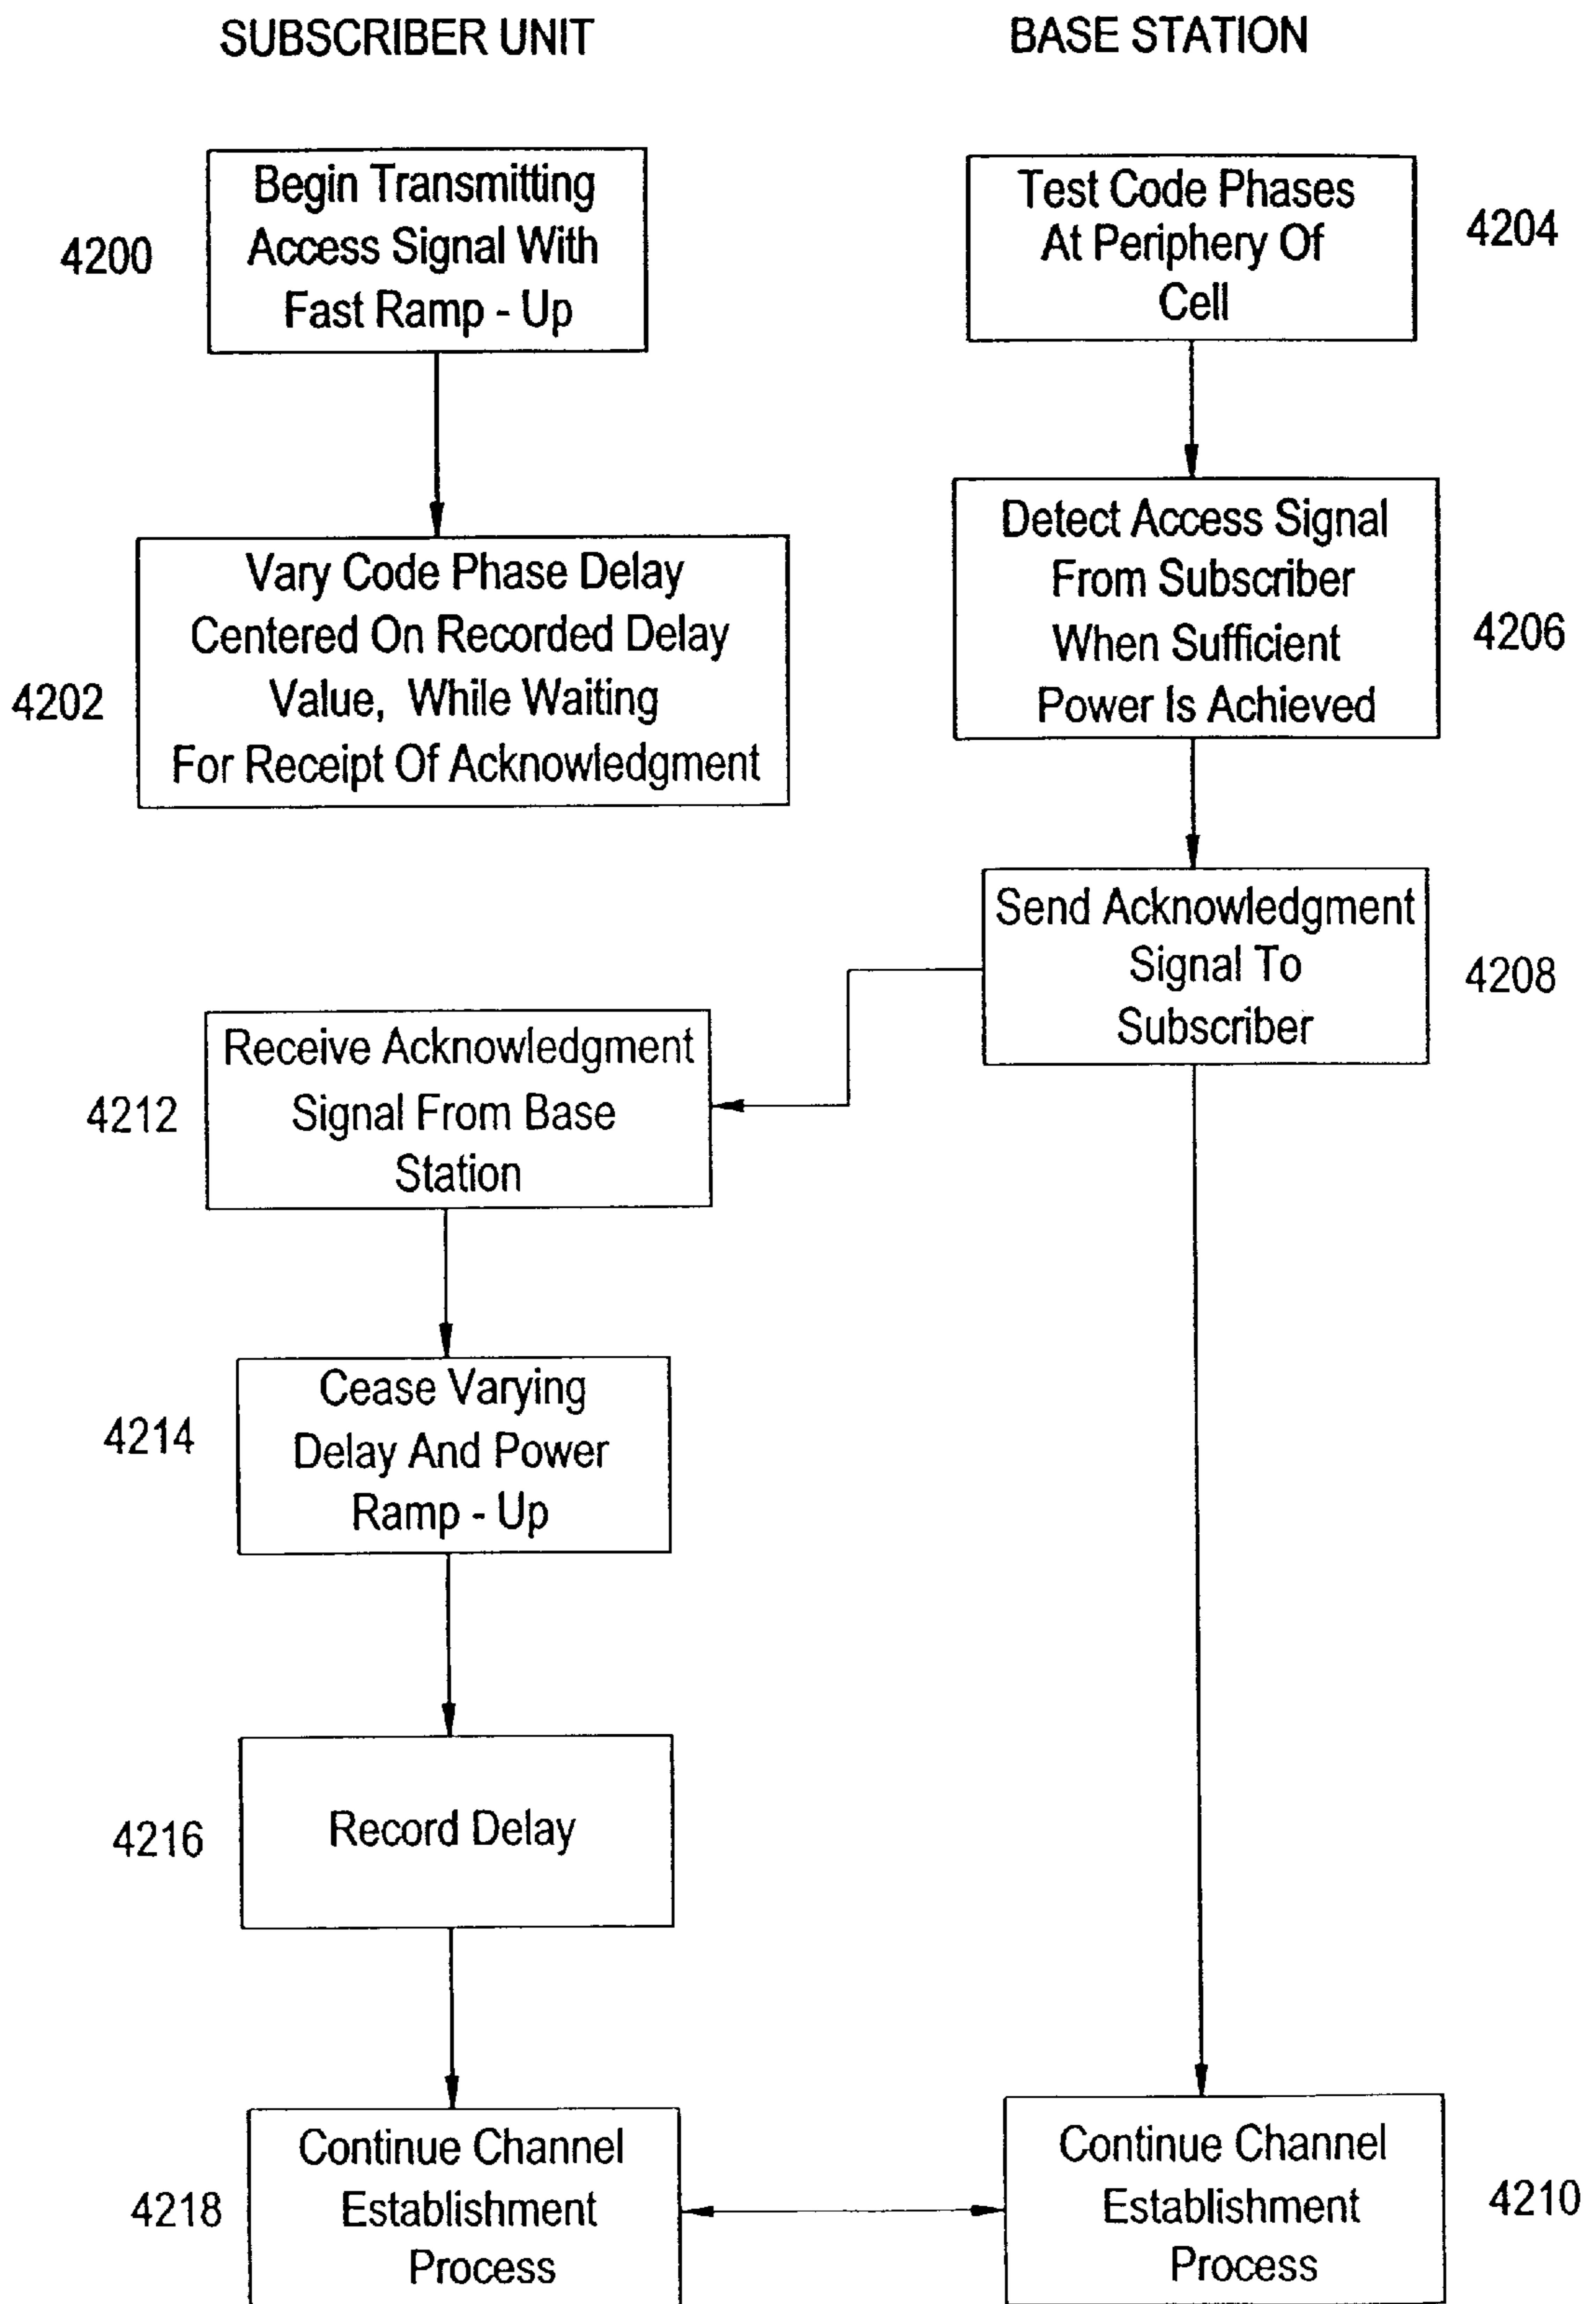 SUBSCRIBER UNIT
BASE STATION
4200
Begin Transmitting
Access Signal With
Fast Ramp - Up
Test Code Phases
At Periphery Of
Cell
4204
4202
Vary Code Phase Delay
Centered On Recorded Delay
Value, While Waiting
For Receipt Of Acknowledgment
Detect Access Signal
From Subscriber
When Sufficient
Power Is Achieved
4206
Send Acknowledgment
Signal To
Subscriber
4208
4212
Receive Acknowledgment
Signal From Base
Station
4214
Cease Varying
Delay And Power
Ramp - Up
4216
Record Delay
4218
Continue Channel
Establishment
Process
Continue Channel
Establishment
Process
4210